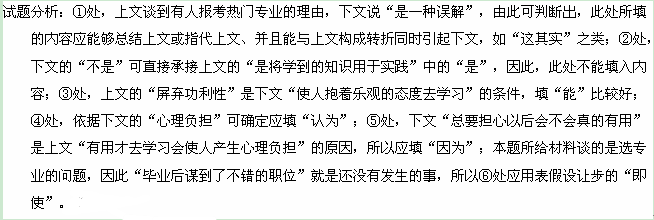 试题分析：①处，上文谈到有人报考热门专业的理由，下文说“是一种误解”，由此可判断出，此处所填
的内容应能够总结上文或指代上文、并且能与上文构成转折同时引起下文，如“这其实”之类；②处，
下文的“不是”可直接承接上文的“是将学到的知识用于实践”中的“是”，因此，此处不能填入内
容；③处，上文的“屏弃功利性”是下文“使人抱着乐观的态度去学习”的条件，填“能”比较好；
④处，依据下文的“心理负担”可确定应填“认为”；⑤处，下文“总要担心以后会不会真的有用”
是上文“有用才去学习会使人产生心理负担”的原因，所以应填“因为”；本题所给材料谈的是选专
业的问题，因此“毕业后谋到了不错的职位”就是还没有发生的事，所以⑥处应用表假设让步的“即
使”。